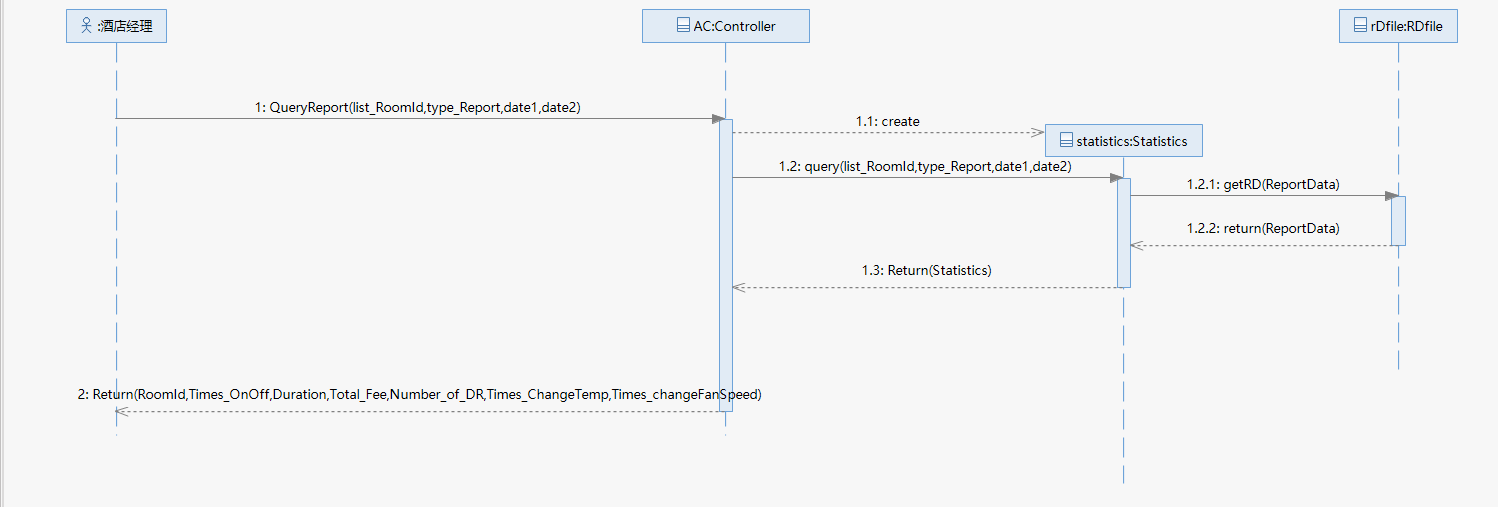 :酒店经理
AC:Controller
rDfile:RDfile
1: QueryReport(list_RoomId,type_Report,date1,date2)
1.1: create
statistics:Statistics
1.2: query(list_RoomId,type_Report,date1,date2)
1.2.1: getRD(ReportData)
1.2.2: return(ReportData)
1.3: Return(Statistics)
2: Return(RoomId,Times_OnOff,Duration,Total_Fee,Number_of_DR,Times_ChangeTemp,Times_changeFanSpeed)